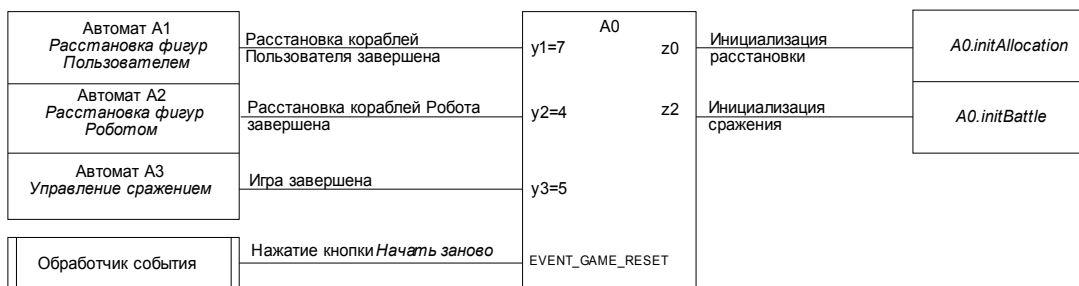 Автомат А1
Расстановка фигур
Пользователем
Расстановка кораблей
Пользователя завершена
y1=7
A0
z0
Инициализация
расстановки
A0.initAllocation
Автомат А2
Расстановка фигур
Роботом
Расстановка кораблей Робота
завершена
y2=4
z2
Инициализация
сражения
A0.initBattle
Автомат А3
Управление сражением
Игра завершена
y3=5
Обработчик события
Нажатие кнопки Начать заново
EVENT_GAME_RESET